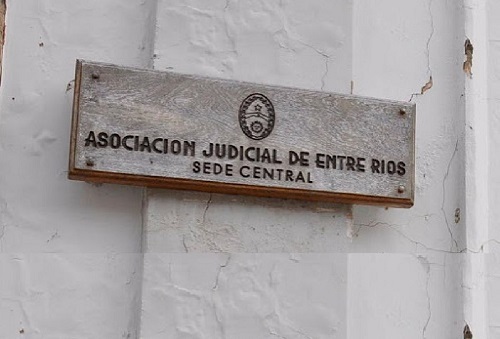 ASOCIACION JUDICIAL DE ENTRE RIOS
SEDE CENTRAL